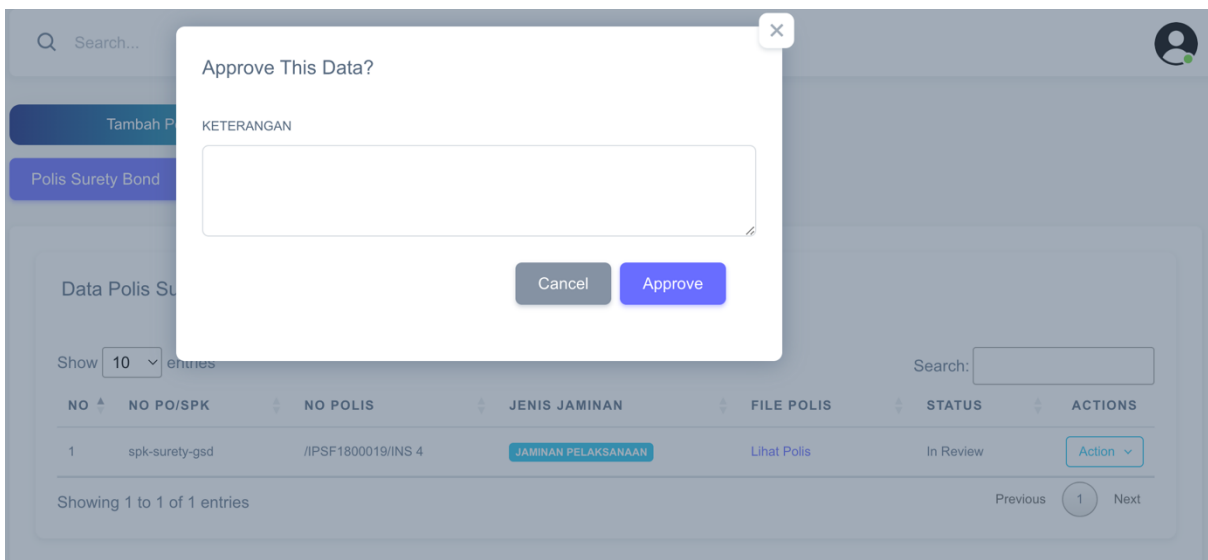 Search...
Approve This Data?
Tambah P
KETERANGAN
Polis Surety Bond
Cancel
Approve
Data Polis Su
Show 10 entries
Search:
NO NO PO/SPK NO POLIS JENIS JAMINAN FILE POLIS STATUS ACTIONS
1 spk-surety-gsd /IPSF1800019/INS 4 JAMINAN PELAKSANAAN Lihat Polis In Review Action
Showing 1 to 1 of 1 entries
Previous 1 Next